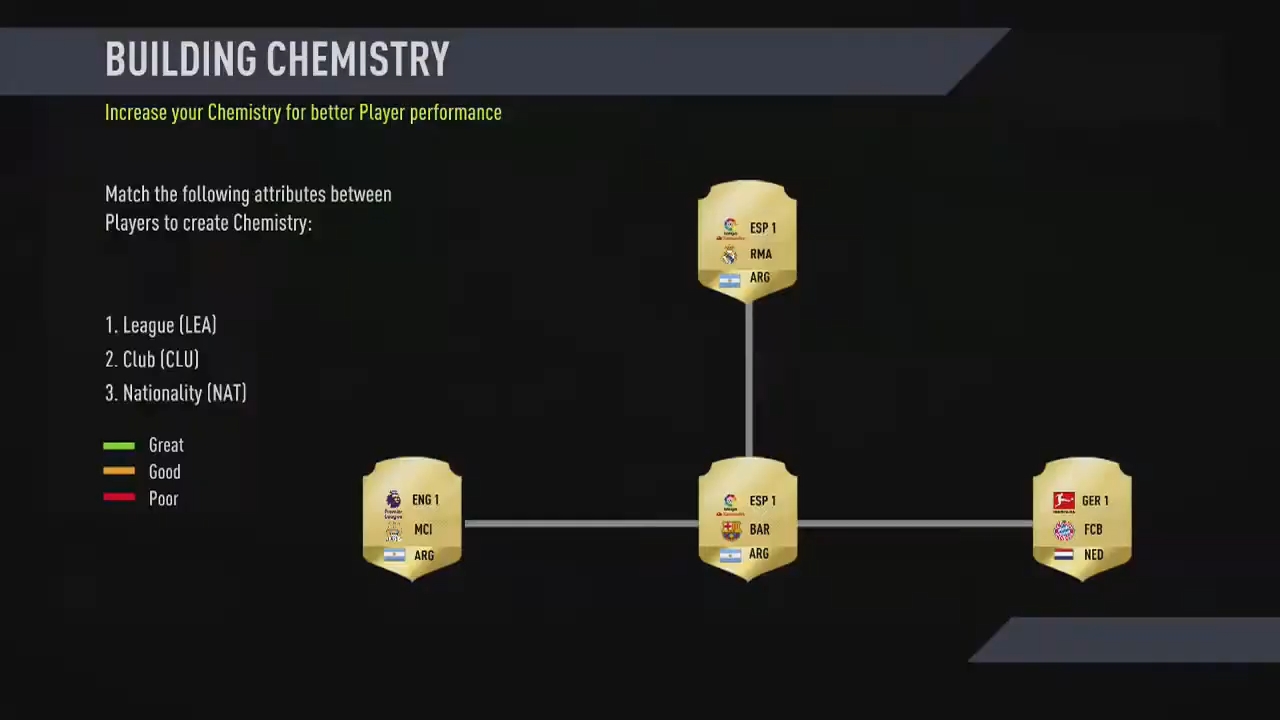 BUILDING CHEMISTRY
Increase your Chemistry for better Player performance
Match the following attributes between
Players to create Chemistry:
1. League (LEA)
2. Club (CLU)
3. Nationality (NAT)
Great
Good
Poor
ESP 1
RMA
ARG
ENG 1
MCI
ARG
ESP 1
BAR
ARG
GER 1
FCB
NED